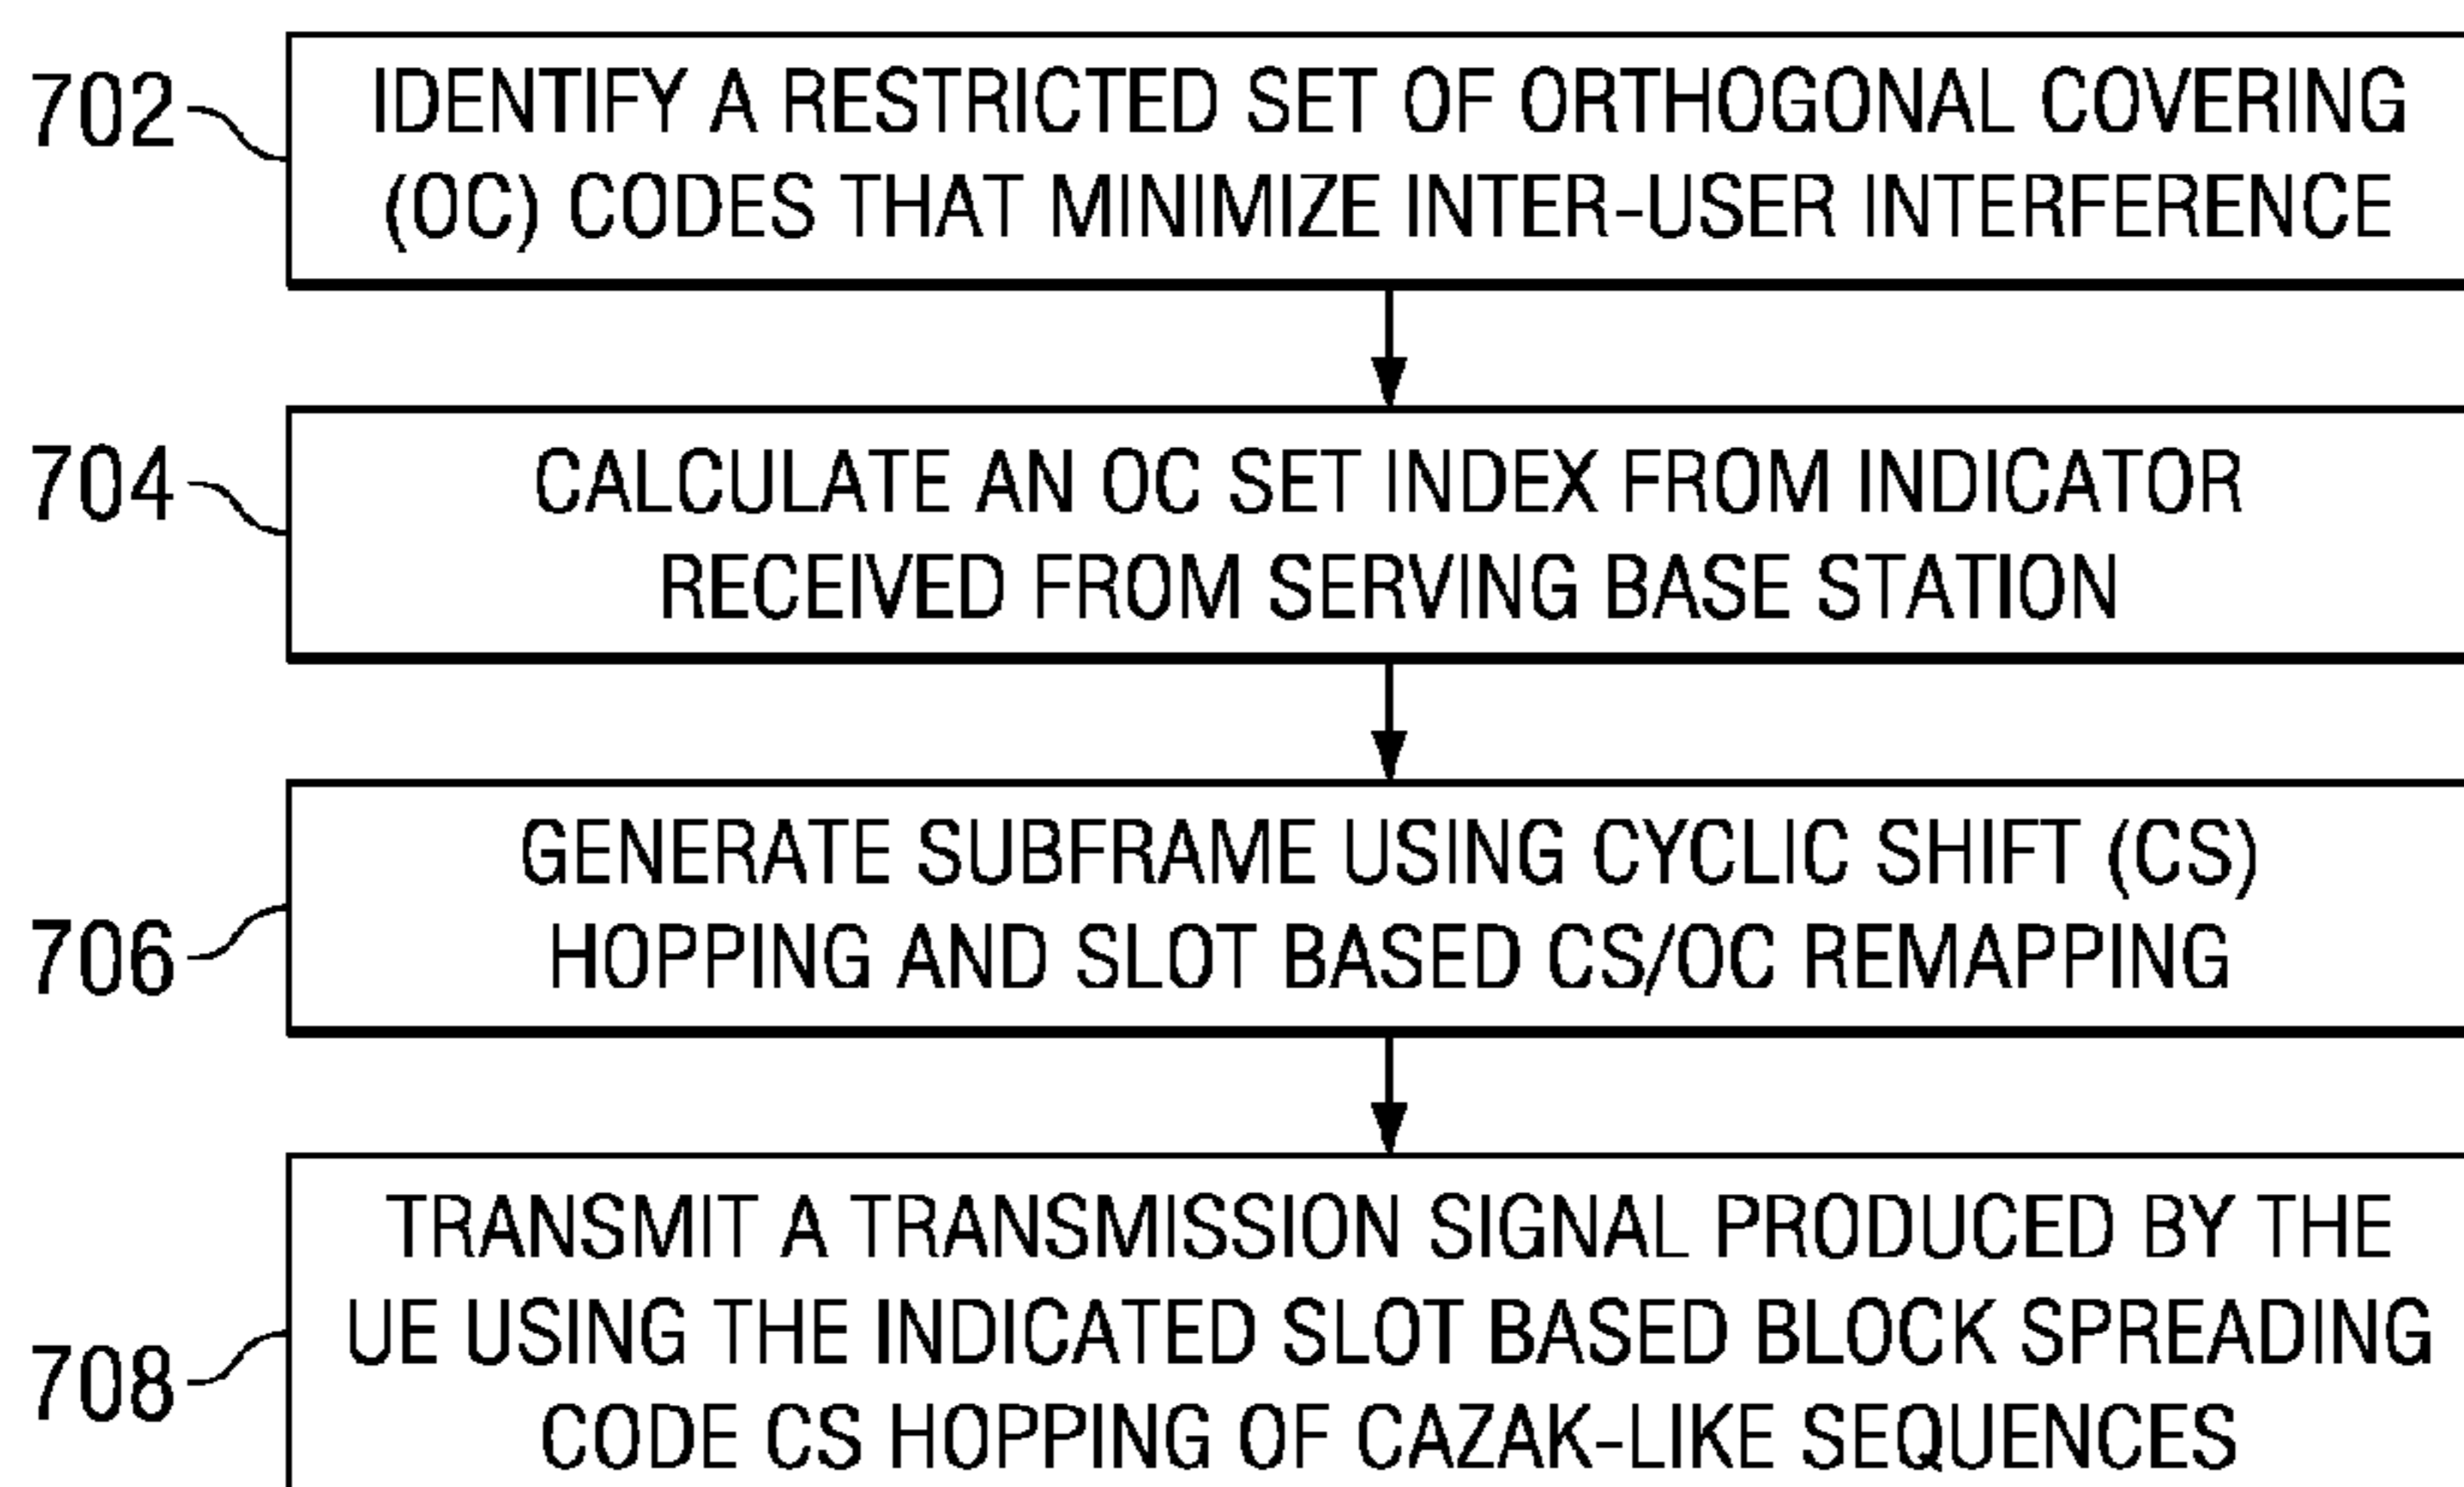 702
IDENTIFY A RESTRICTED SET OF ORTHOGONAL COVERING
(OC) CODES THAT MINIMIZE INTER-USER INTERFERENCE
704
CALCULATE AN OC SET INDEX FROM INDICATOR
RECEIVED FROM SERVING BASE STATION
706
GENERATE SUBFRAME USING CYCLIC SHIFT (CS)
HOPPING AND SLOT BASED CS/OC REMAPPING
708
TRANSMIT A TRANSMISSION SIGNAL PRODUCED BY THE
UE USING THE INDICATED SLOT BASED BLOCK SPREADING
CODE CS HOPPING OF CAZAK-LIKE SEQUENCES